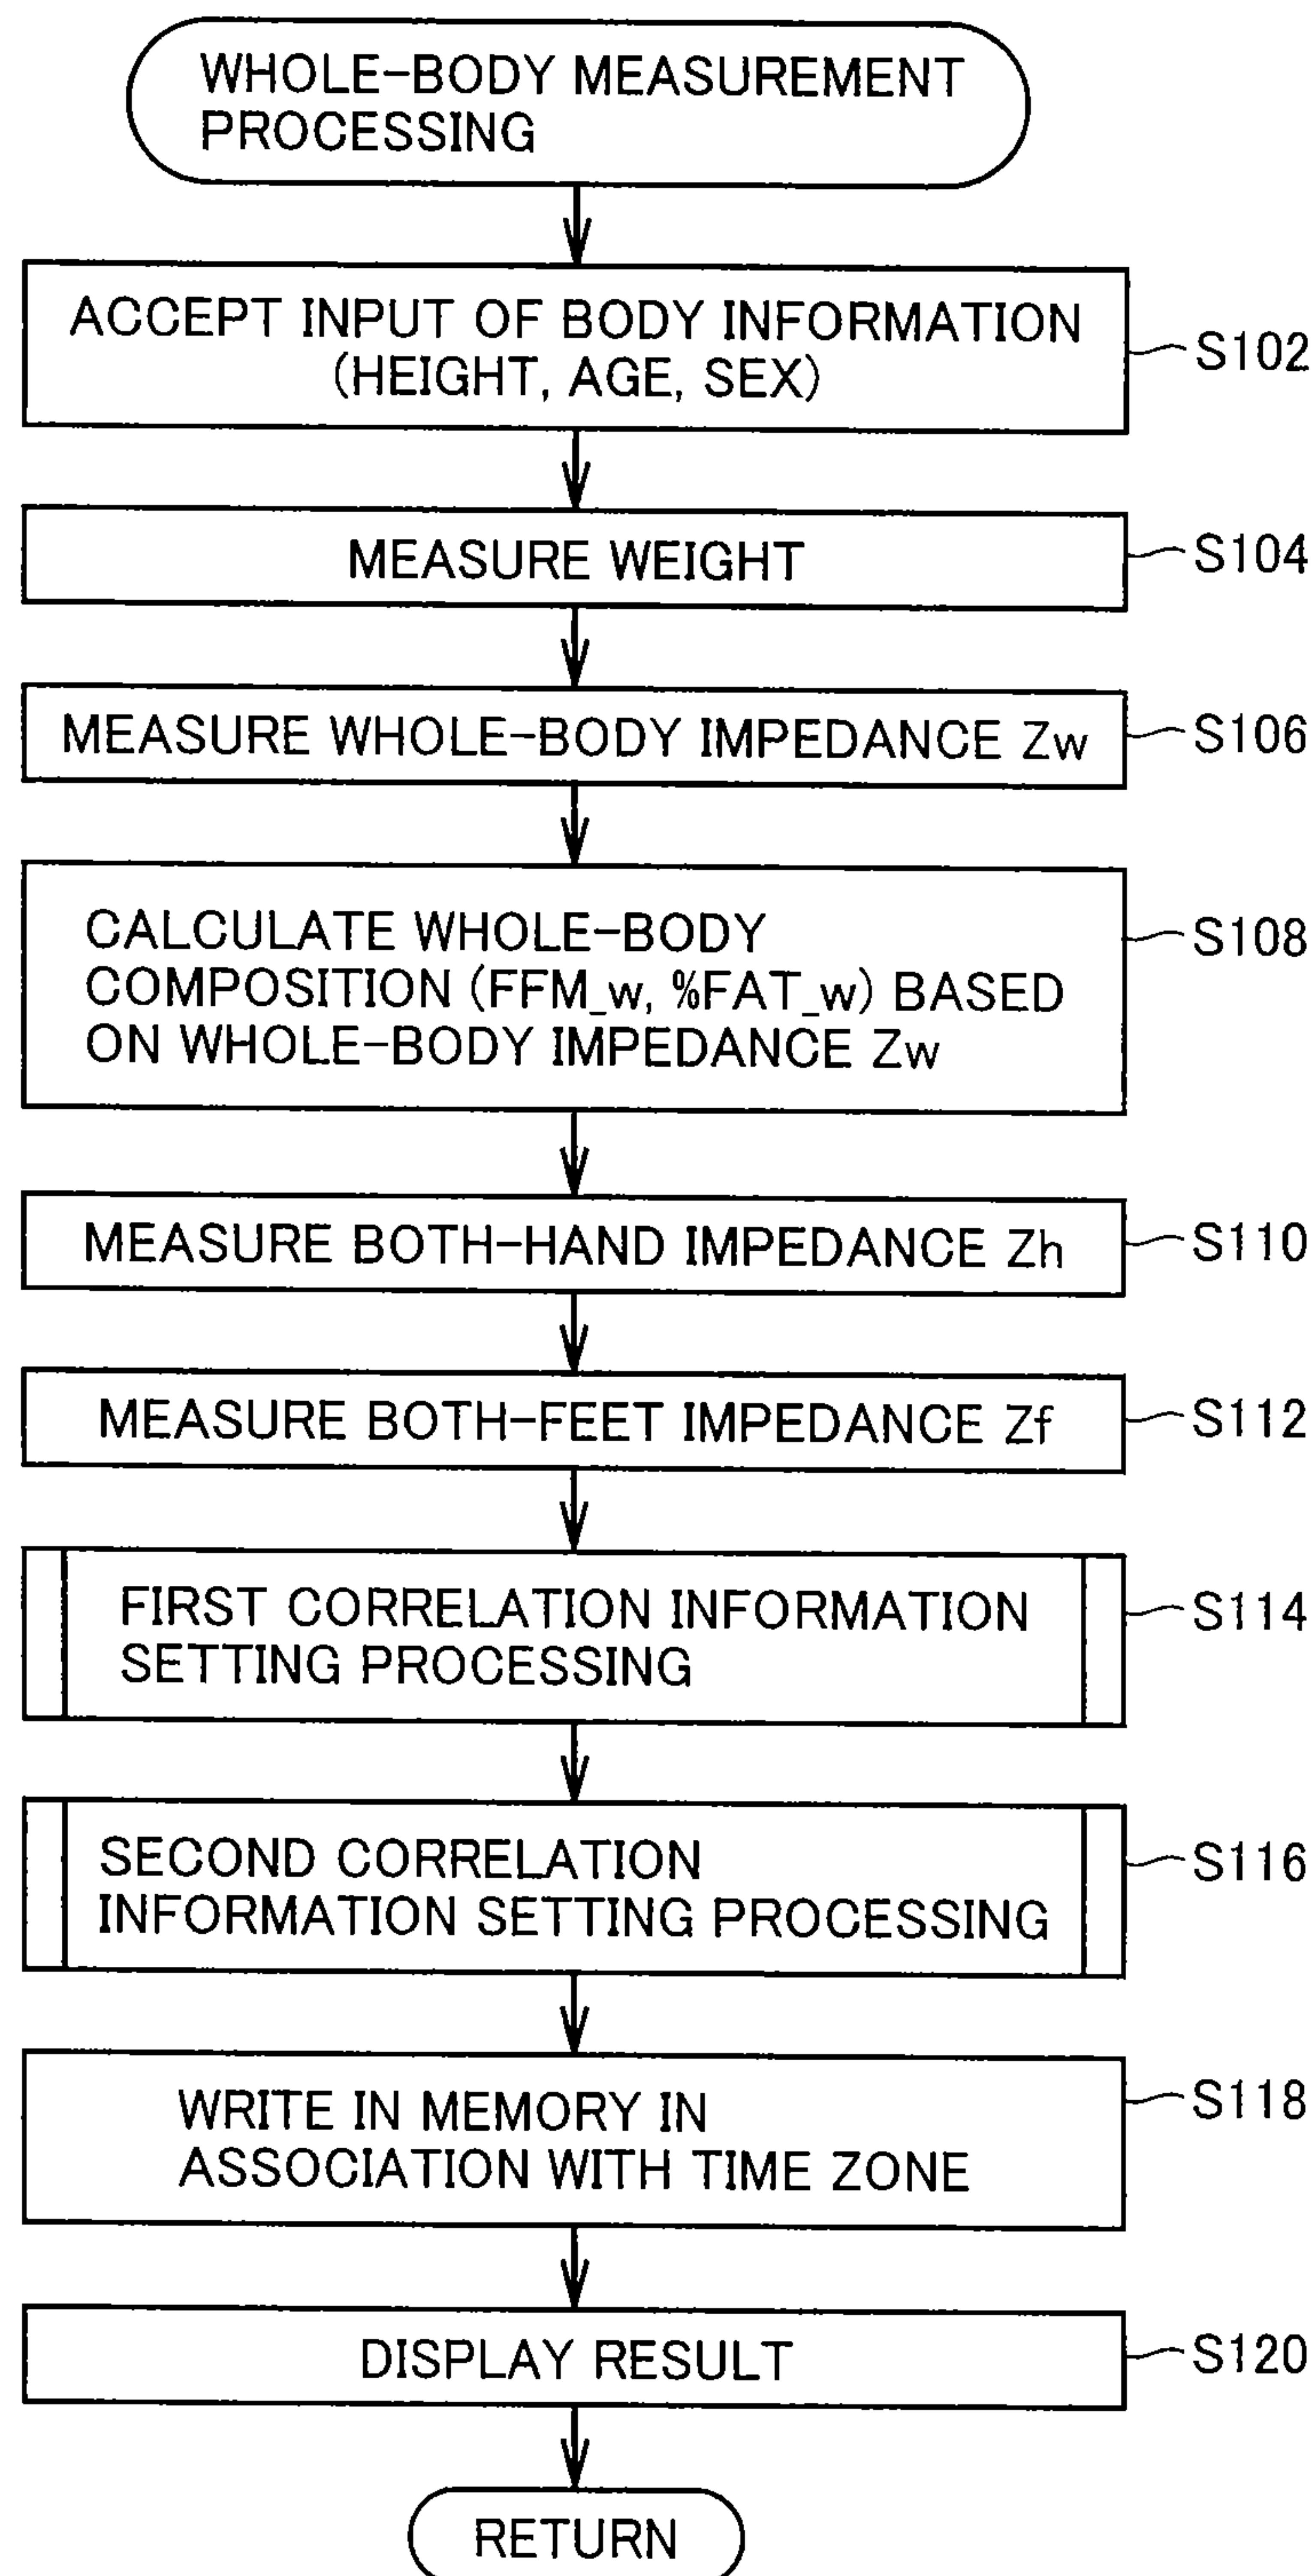 WHOLE-BODY MEASUREMENT
PROCESSING
ACCEPT INPUT OF BODY INFORMATION
(HEIGHT, AGE, SEX)
S102
MEASURE WEIGHT
S104
MEASURE WHOLE-BODY IMPEDANCE Zw
S106
CALCULATE WHOLE-BODY
COMPOSITION (FFM_w, %FAT_w) BASED
ON WHOLE-BODY IMPEDANCE Zw
S108
MEASURE BOTH-HAND IMPEDANCE Zh
S110
MEASURE BOTH-FEET IMPEDANCE Zf
S112
FIRST CORRELATION INFORMATION
SETTING PROCESSING
S114
SECOND CORRELATION
INFORMATION SETTING PROCESSING
S116
WRITE IN MEMORY IN
ASSOCIATION WITH TIME ZONE
S118
DISPLAY RESULT
S120
RETURN